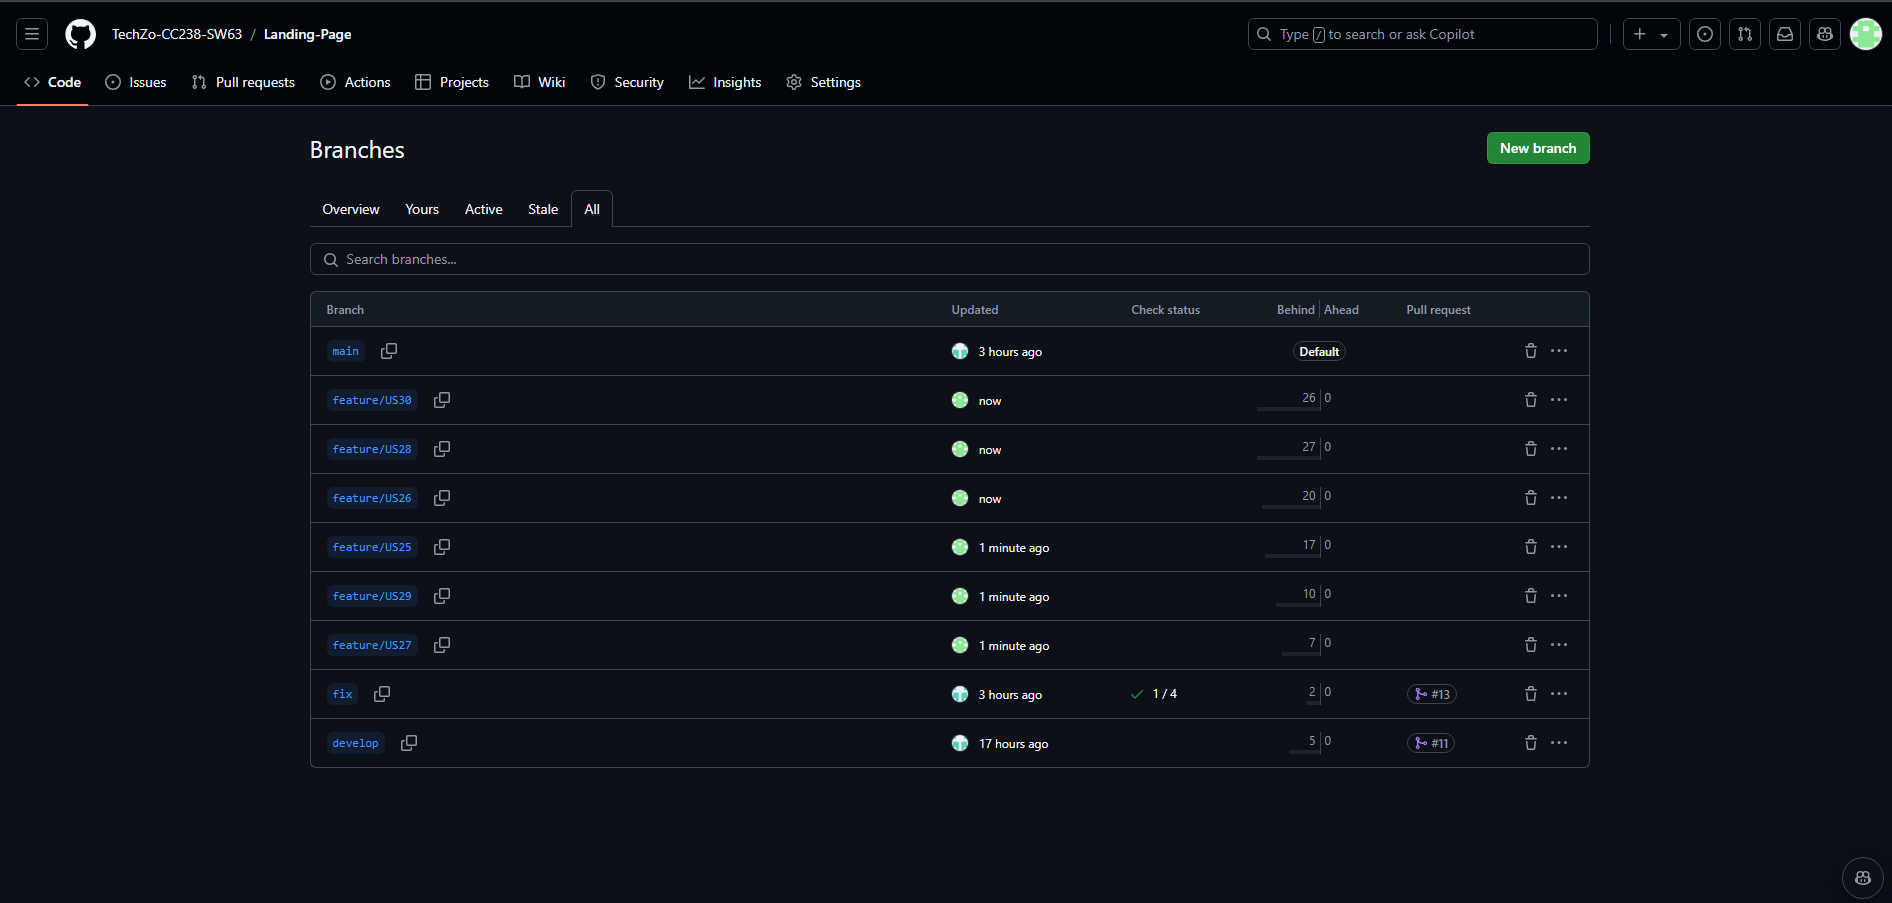 TechZo-CC238-SW63 / Landing-Page
Type / to search or ask Copilot
Code Issues Pull requests Actions Projects Wiki Security Insights Settings
Branches
New branch
Overview Yours Active Stale All
Search branches...
Branch Updated Check status Behind Ahead Pull request
main 3 hours ago Default
feature/US30 now 26 0
feature/US28 now 27 0
feature/US26 now 20 0
feature/US25 1 minute ago 17 0
feature/US29 1 minute ago 10 0
feature/US27 1 minute ago 7 0
fix 3 hours ago 1 / 4 2 0 #13
develop 17 hours ago 5 0 #11